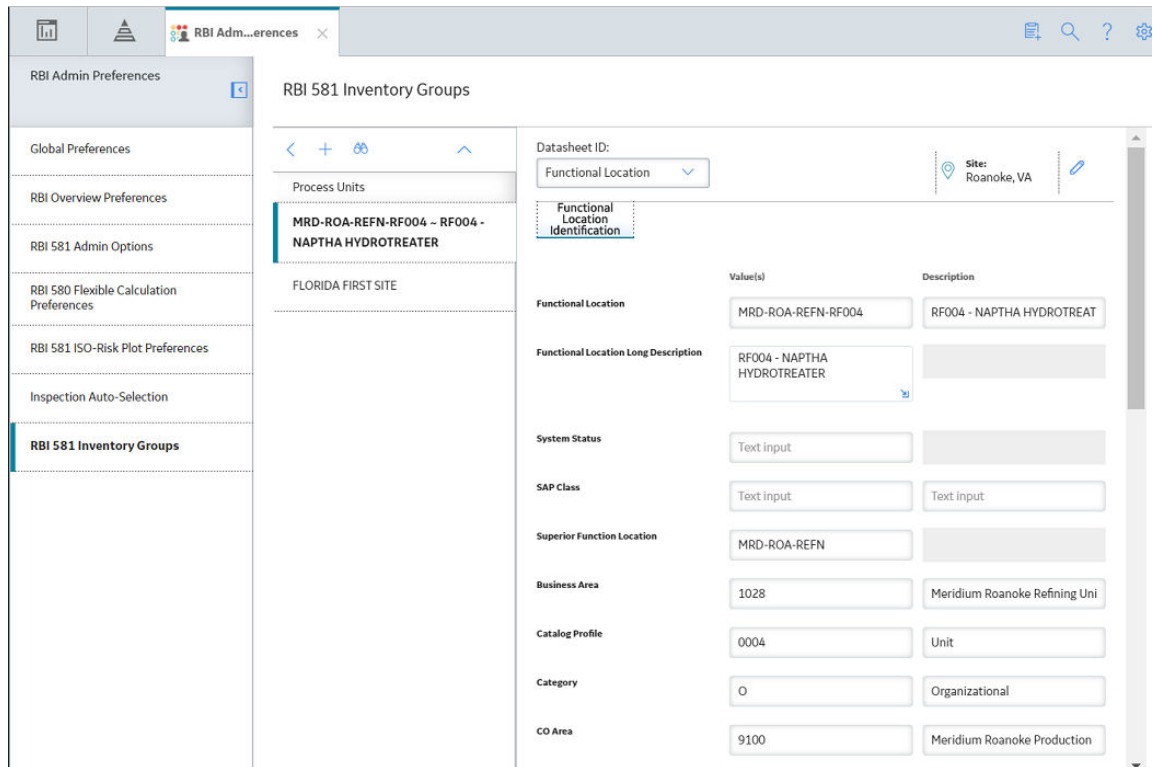 RBI Adm...erences
RBI Admin Preferences
Global Preferences
RBI Overview Preferences
RBI 581 Admin Options
RBI 580 Flexible Calculation
Preferences
RBI 581 ISO-Risk Plot Preferences
Inspection Auto-Selection
RBI 581 Inventory Groups
RBI 581 Inventory Groups
Process Units
MRD-ROA-REFN-RF004 ~ RF004 -
NAPTHA HYDROTREATER
FLORIDA FIRST SITE
Datasheet ID:
Functional Location
Site:
Roanoke, VA
Functional
Location
Identification
Value(s) Description
Functional Location MRD-ROA-REFN-RF004 RF004 - NAPTHA HYDROTREAT
Functional Location Long Description RF004 - NAPTHA
HYDROTREATER
System Status Text input
SAP Class Text input Text input
Superior Function Location MRD-ROA-REFN
Business Area 1028 Meridium Roanoke Refining Uni
Catalog Profile 0004 Unit
Category O Organizational
CO Area 9100 Meridium Roanoke Production